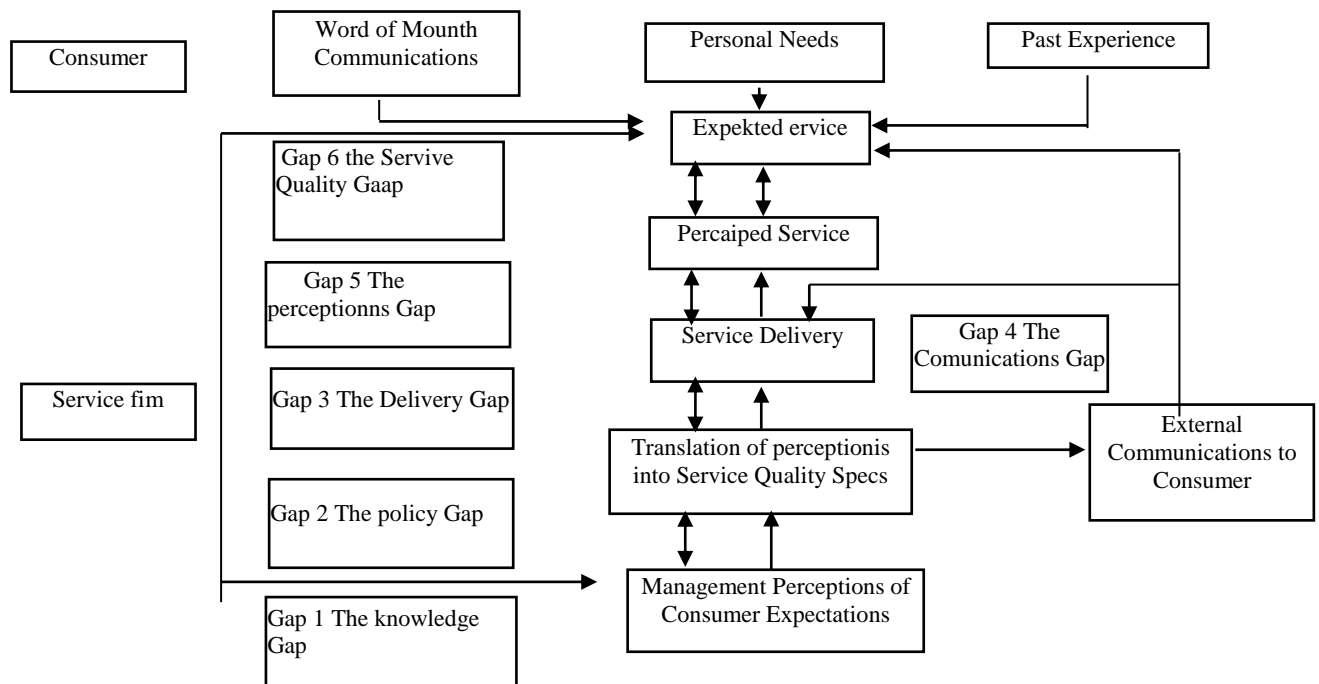 Word of Mounth
Communications
Personal Needs
Past Experience
Consumer
Expekted ervice
Gap 6 the Servive
Quality Gaap
Percaiped Service
Gap 5 The
perceptionns Gap
Service Delivery
Gap 4 The
Comunications Gap
Service fim
Gap 3 The Delivery Gap
Translation of perceptionis
into Service Quality Specs
External
Communications to
Consumer
Gap 2 The policy Gap
Management Perceptions of
Consumer Expectations
Gap 1 The knowledge
Gap